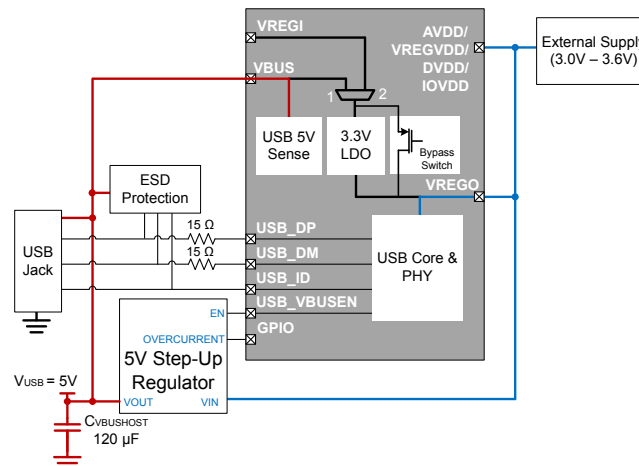 VREGI
AVDD/
VREGVDD/
DVDD/
IOVDD
External Supply
(3.0V – 3.6V)
VBUS
1
2
USB 5V
Sense
3.3V
LDO
Bypass
Switch
ESD
Protection
VREGO
15 Ω
USB_DP
USB
Jack
15 Ω
USB_DM
USB Core &
PHY
USB_ID
USB_VBUSEN
EN
GPIO
OVERCURRENT
5V Step-Up
Regulator
VUSB = 5V
VOUT
VIN
CVBUSHOST
120 µF